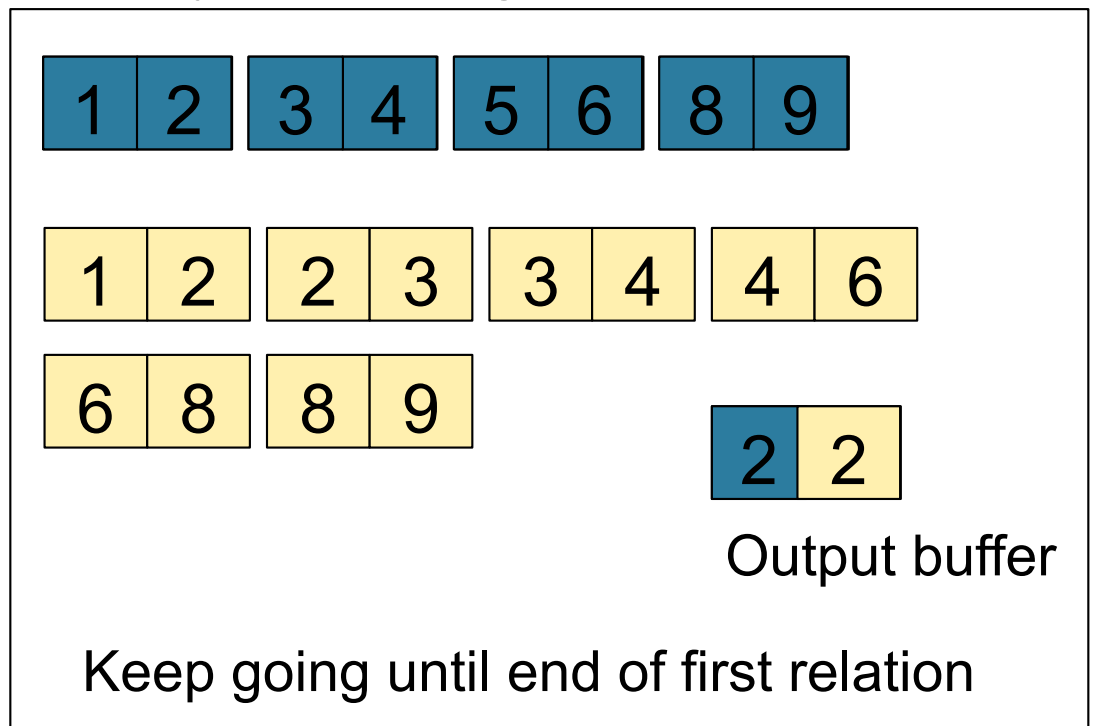 1 2 3 4 5 6 8 9
1 2 2 3 3 4 4 6
6 8 8 9
2 2
Output buffer
Keep going until end of first relation